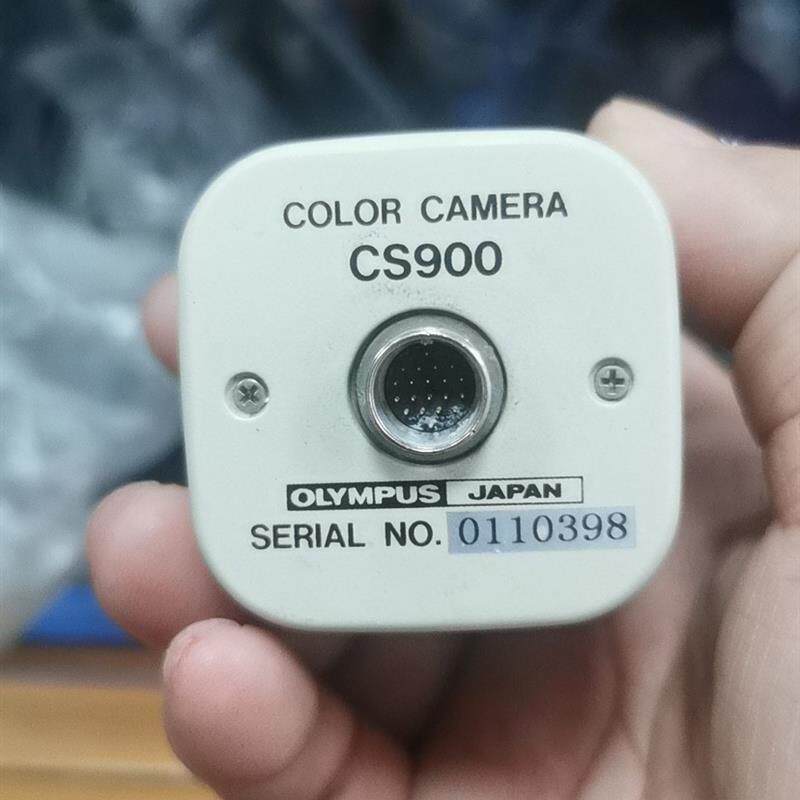 COLOR CAMERA
CS900
OLYMPUS JAPAN
SERIAL NO. 0110398